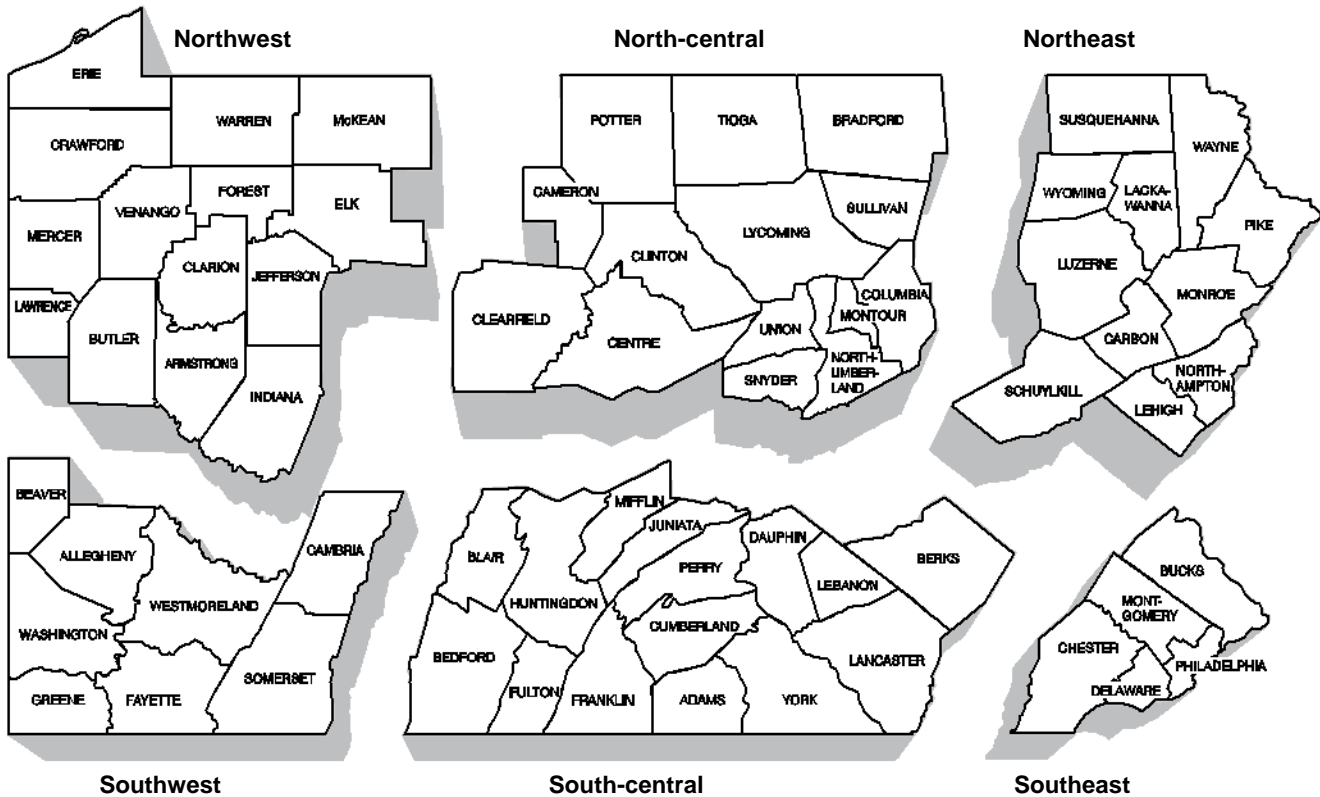 Northwest
ERIE
CRAWFORD
WARREN
McKEAN
MERCER
VENANGO
FOREST
ELK
LAWRENCE
BUTLER
CLARION
JEFFERSON
ARMSTRONG
INDIANA
North-central
POTTER
TIOGA
BRADFORD
CAMERON
SULLIVAN
LYCOMING
CLINTON
CLEARFIELD
CENTRE
UNION
COLUMBIA
MONTOUR
SNYDER
NORTH-
UMBER-
LAND
Northeast
SUSQUEHANNA
WAYNE
WYOMING
LACKA-
WANNA
PIKE
LUZERNE
MONROE
CARBON
SCHUYLKILL
NORTH-
AMPTON
LEHIGH
BEAVER
ALLEGHENY
CAMBRIA
WESTMORELAND
WASHINGTON
SOMERSET
GREENE
FAYETTE
Southwest
MIFFLIN
JUNIATA
DAUPHIN
BLAIR
PERRY
LEBANON
BERKS
HUNTINGDON
CUMBERLAND
BEDFORD
LANCASTER
FULTON
FRANKLIN
ADAMS
YORK
South-central
BUCKS
MONT-
GOMERY
CHESTER
PHILADELPHIA
DELAWARE
Southeast